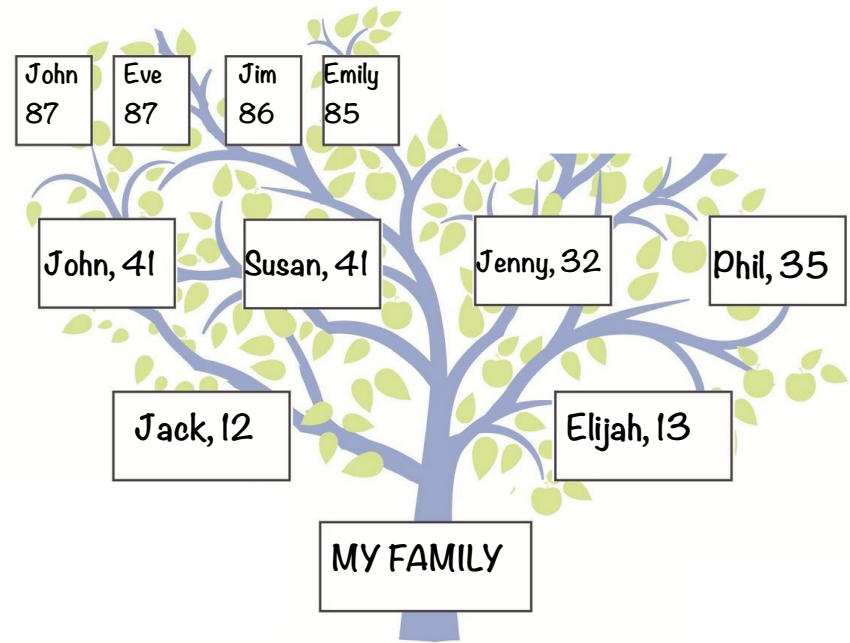 John
87
Eve
87
Jim
86
Emily
85
John, 41
Susan, 41
Jenny, 32
Phil, 35
Jack, 12
Elijah, 13
MY FAMILY